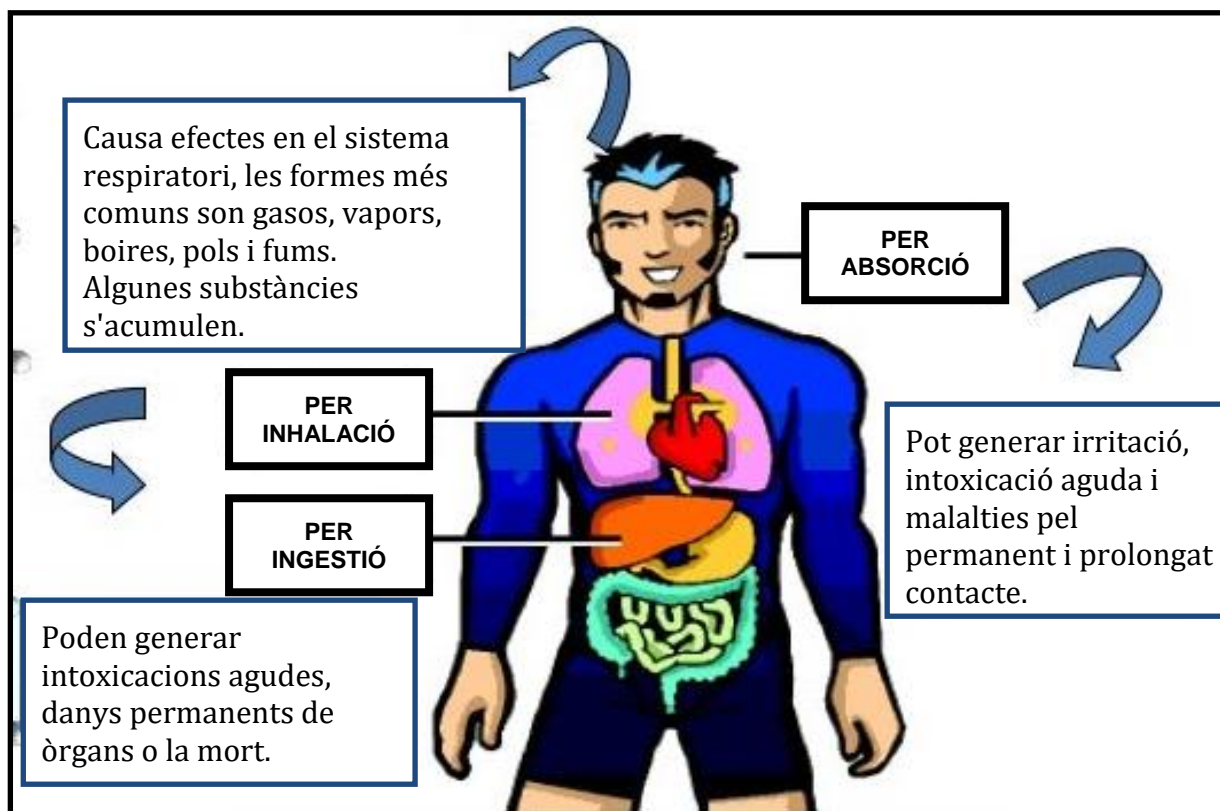 Causa efectes en el sistema
respiratori, les formes més
comuns son gasos, vapors,
boires, pols i fums.
Algunes substàncies
s'acumulen.
PER
ABSORCIÓ
PER
INHALACIÓ
Pot generar irritació,
intoxicació aguda i
malalties pel
permanent i prolongat
contacte.
PER
INGESTIÓ
Poden generar
intoxicacions agudes,
danys permanents de
òrgans o la mort.